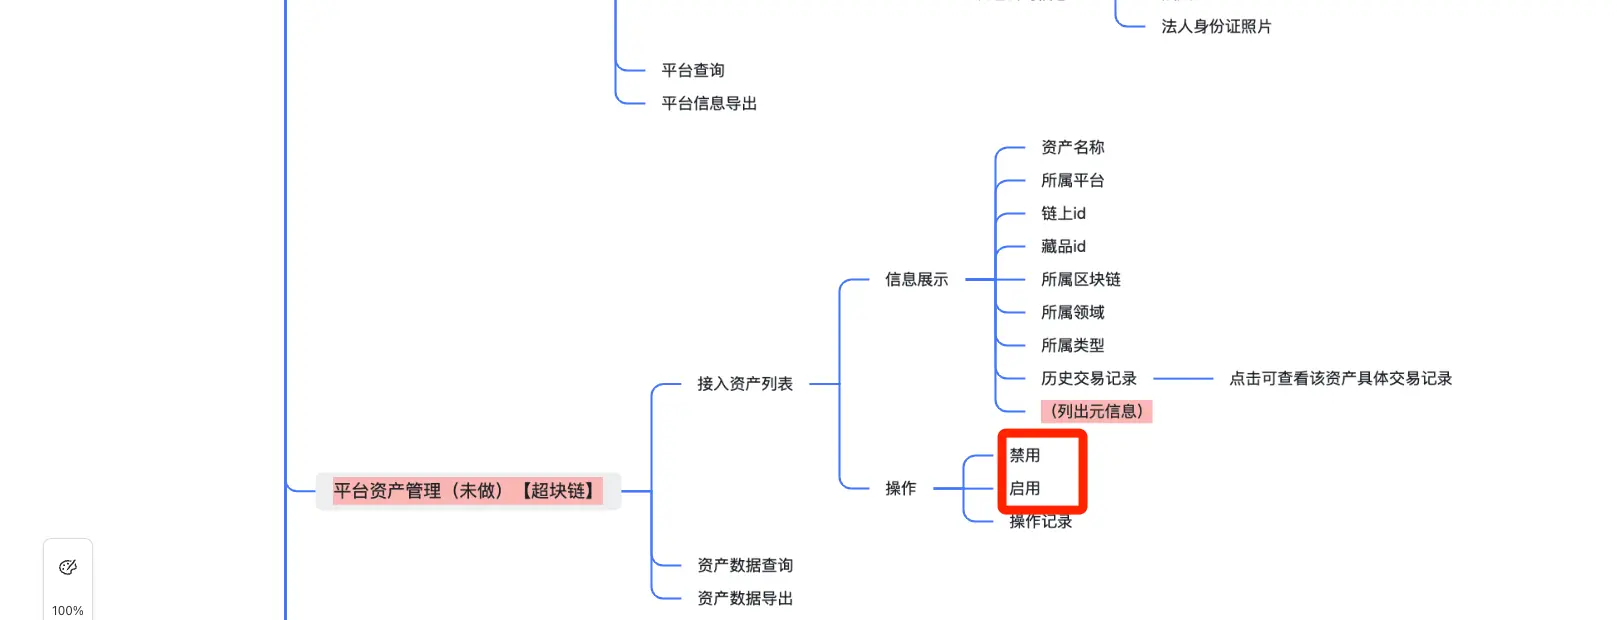 法人身份证照片
平台查询
平台信息导出
资产名称
所属平台
链上id
藏品id
所属区块链
信息展示
所属领域
所属类型
历史交易记录
点击可查看该资产具体交易记录
接入资产列表
（列出元信息）
禁用
操作
启用
操作记录
平台资产管理（未做）【超块链】
资产数据查询
资产数据导出
100%